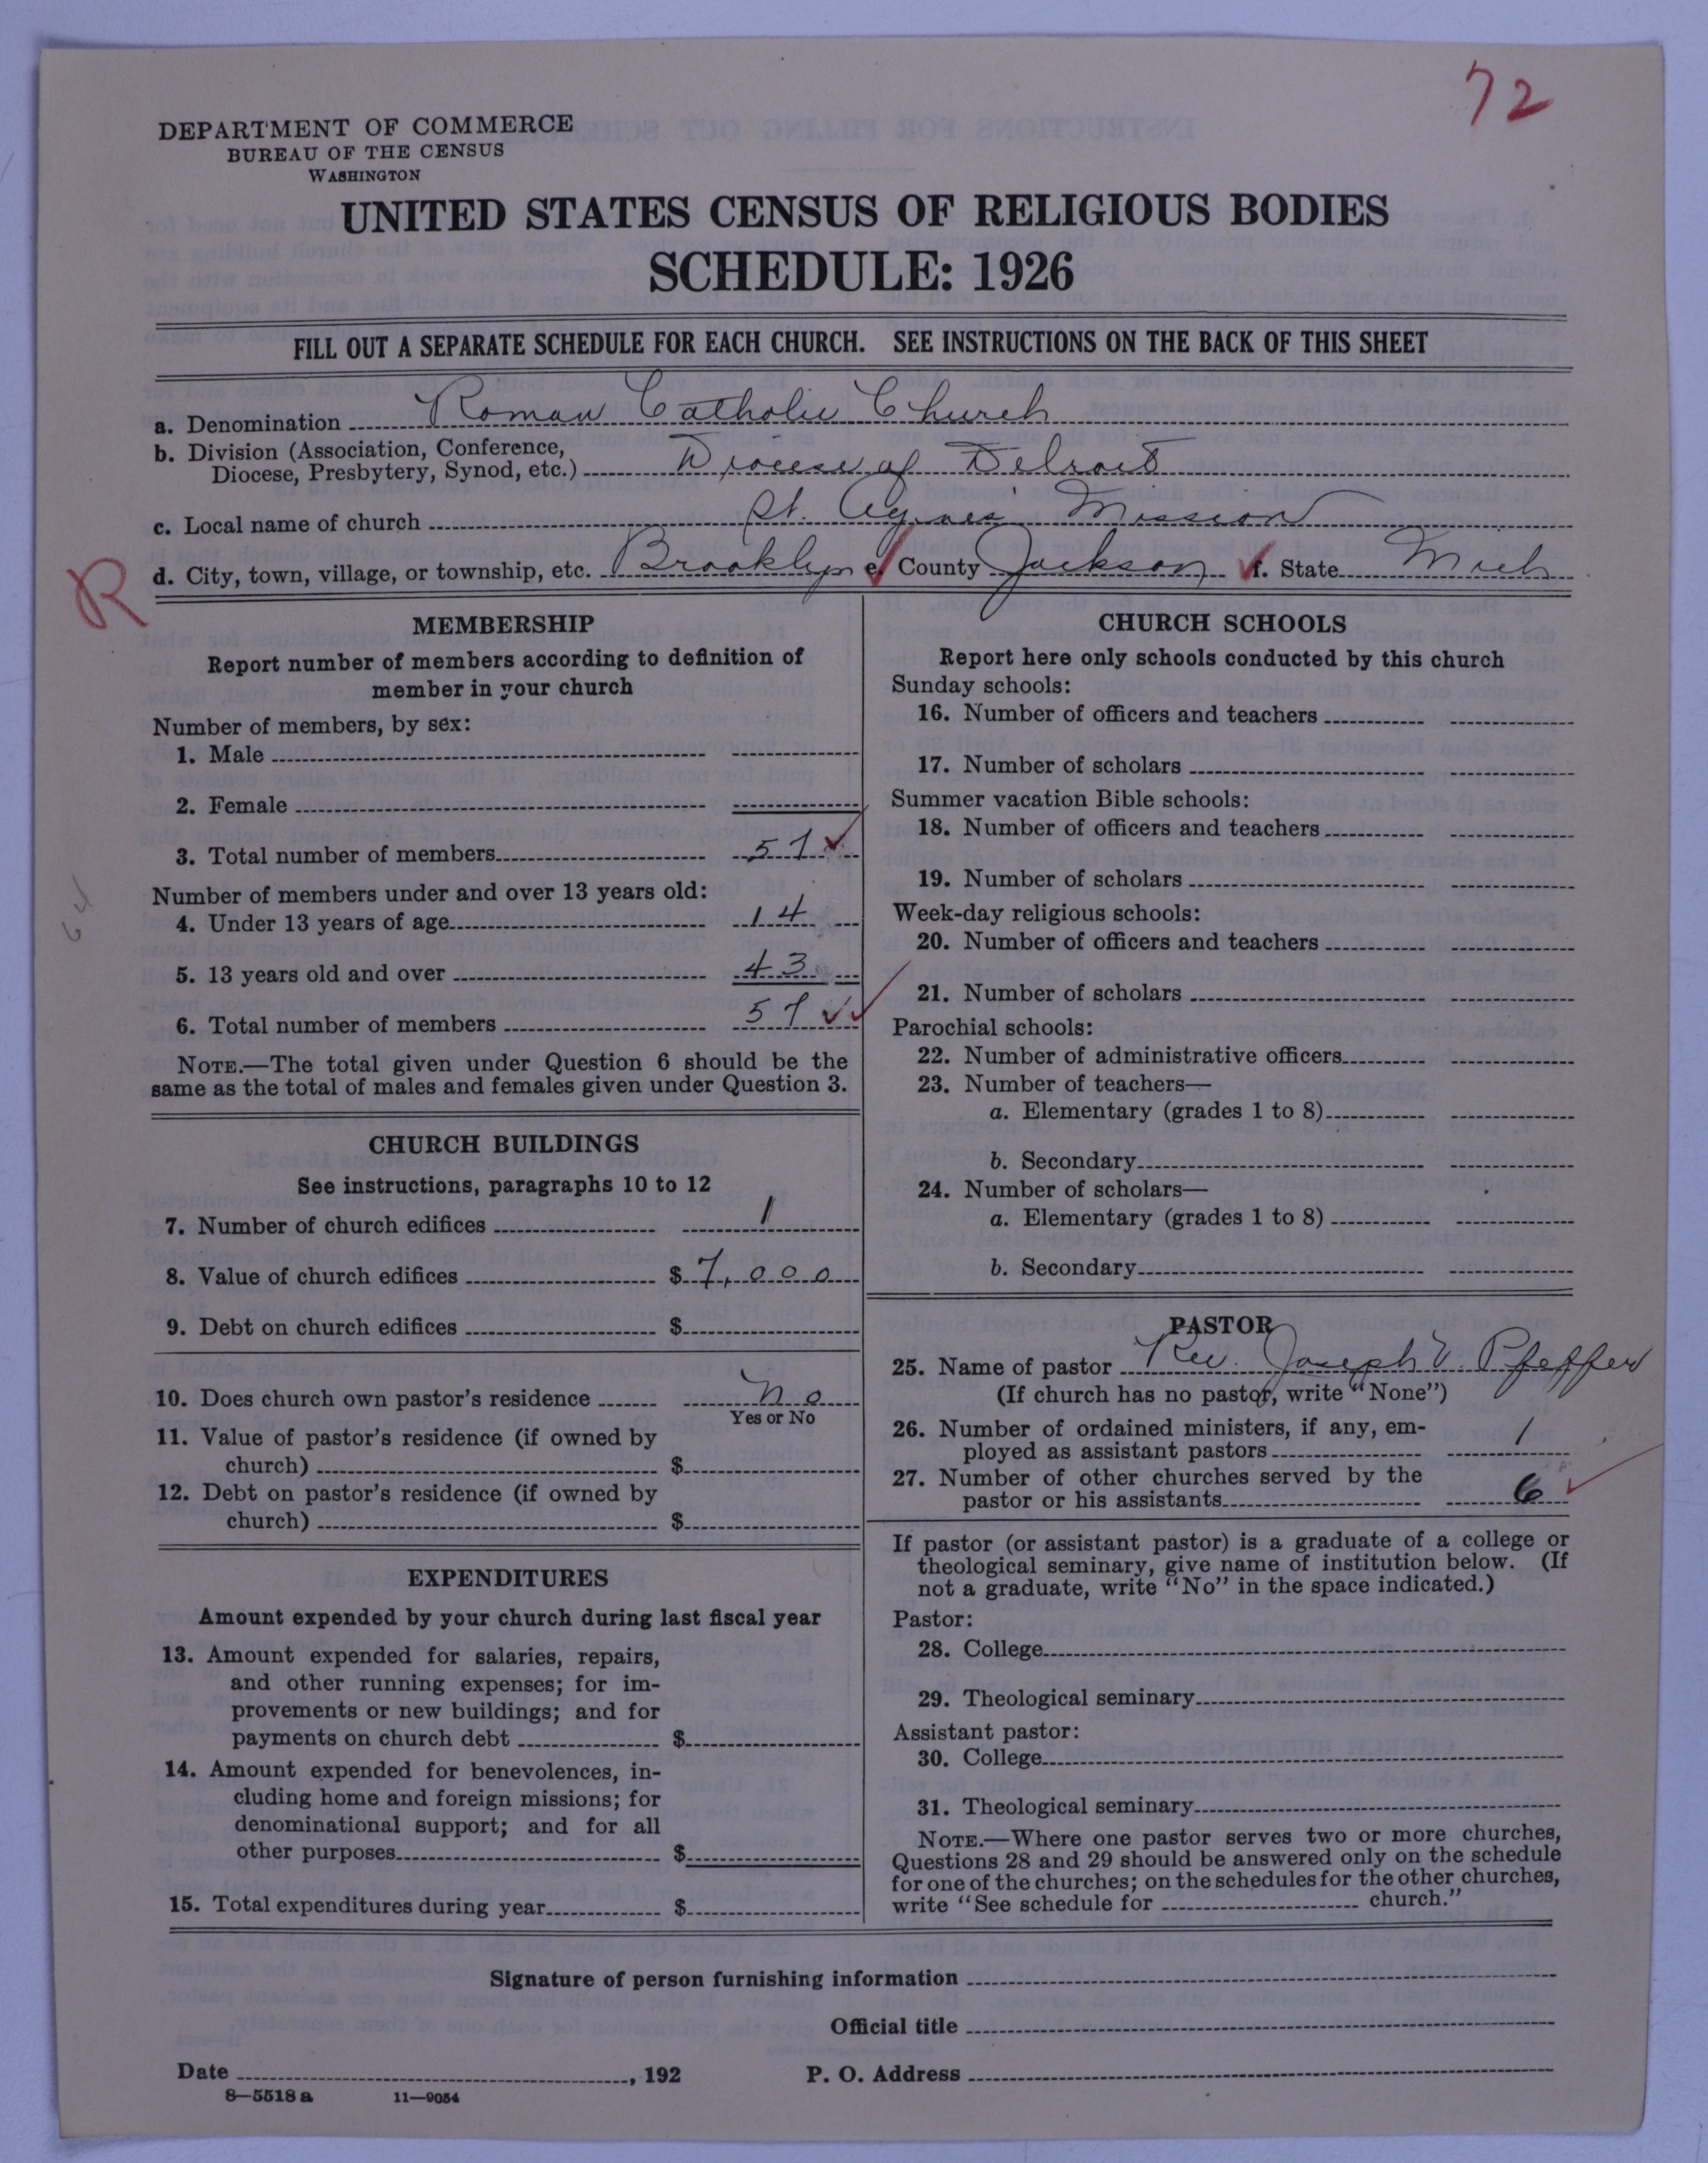 72
DEPARTMENT OF COMMERCE
BUREAU OF THE CENSUS
WASHINGTON
UNITED STATES CENSUS OF RELIGIOUS BODIES
SCHEDULE: 1926
FILL OUT A SEPARATE SCHEDULE FOR EACH CHURCH. SEE INSTRUCTIONS ON THE BACK OF THIS SHEET
a. Denomination Roman Catholic Church
b. Division (Association, Conference,
Diocese, Presbytery, Synod, etc.) Diocese of Detroit
c. Local name of church St. Agnes' Mission
R
d. City, town, village, or township, etc. Brooklyn e. County Jackson f. State Mich
MEMBERSHIP
Report number of members according to definition of
member in your church
Number of members, by sex:
1. Male
2. Female
3. Total number of members 57
Number of members under and over 13 years old:
64
4. Under 13 years of age 14
5. 13 years old and over 43
6. Total number of members 57
NOTE.—The total given under Question 6 should be the
same as the total of males and females given under Question 3.
CHURCH BUILDINGS
See instructions, paragraphs 10 to 12
7. Number of church edifices 1
8. Value of church edifices $ 7,000
9. Debt on church edifices $
10. Does church own pastor's residence No
Yes or No
11. Value of pastor's residence (if owned by
church) $
12. Debt on pastor's residence (if owned by
church) $
EXPENDITURES
Amount expended by your church during last fiscal year
13. Amount expended for salaries, repairs,
and other running expenses; for im-
provements or new buildings; and for
payments on church debt $
14. Amount expended for benevolences, in-
cluding home and foreign missions; for
denominational support; and for all
other purposes $
15. Total expenditures during year $
CHURCH SCHOOLS
Report here only schools conducted by this church
Sunday schools:
16. Number of officers and teachers
17. Number of scholars
Summer vacation Bible schools:
18. Number of officers and teachers
19. Number of scholars
Week-day religious schools:
20. Number of officers and teachers
21. Number of scholars
Parochial schools:
22. Number of administrative officers
23. Number of teachers—
a. Elementary (grades 1 to 8)
b. Secondary
24. Number of scholars—
a. Elementary (grades 1 to 8)
b. Secondary
PASTOR
25. Name of pastor Rev. Joseph V. Pfeffer
(If church has no pastor, write "None")
26. Number of ordained ministers, if any, em-
ployed as assistant pastors 1
27. Number of other churches served by the
pastor or his assistants 6
If pastor (or assistant pastor) is a graduate of a college or
theological seminary, give name of institution below. (If
not a graduate, write "No" in the space indicated.)
Pastor:
28. College
29. Theological seminary
Assistant pastor:
30. College
31. Theological seminary
NOTE.—Where one pastor serves two or more churches,
Questions 28 and 29 should be answered only on the schedule
for one of the churches; on the schedules for the other churches,
write "See schedule for church."
Signature of person furnishing information
Official title
Date , 192 P. O. Address
8—5518 a 11—9054